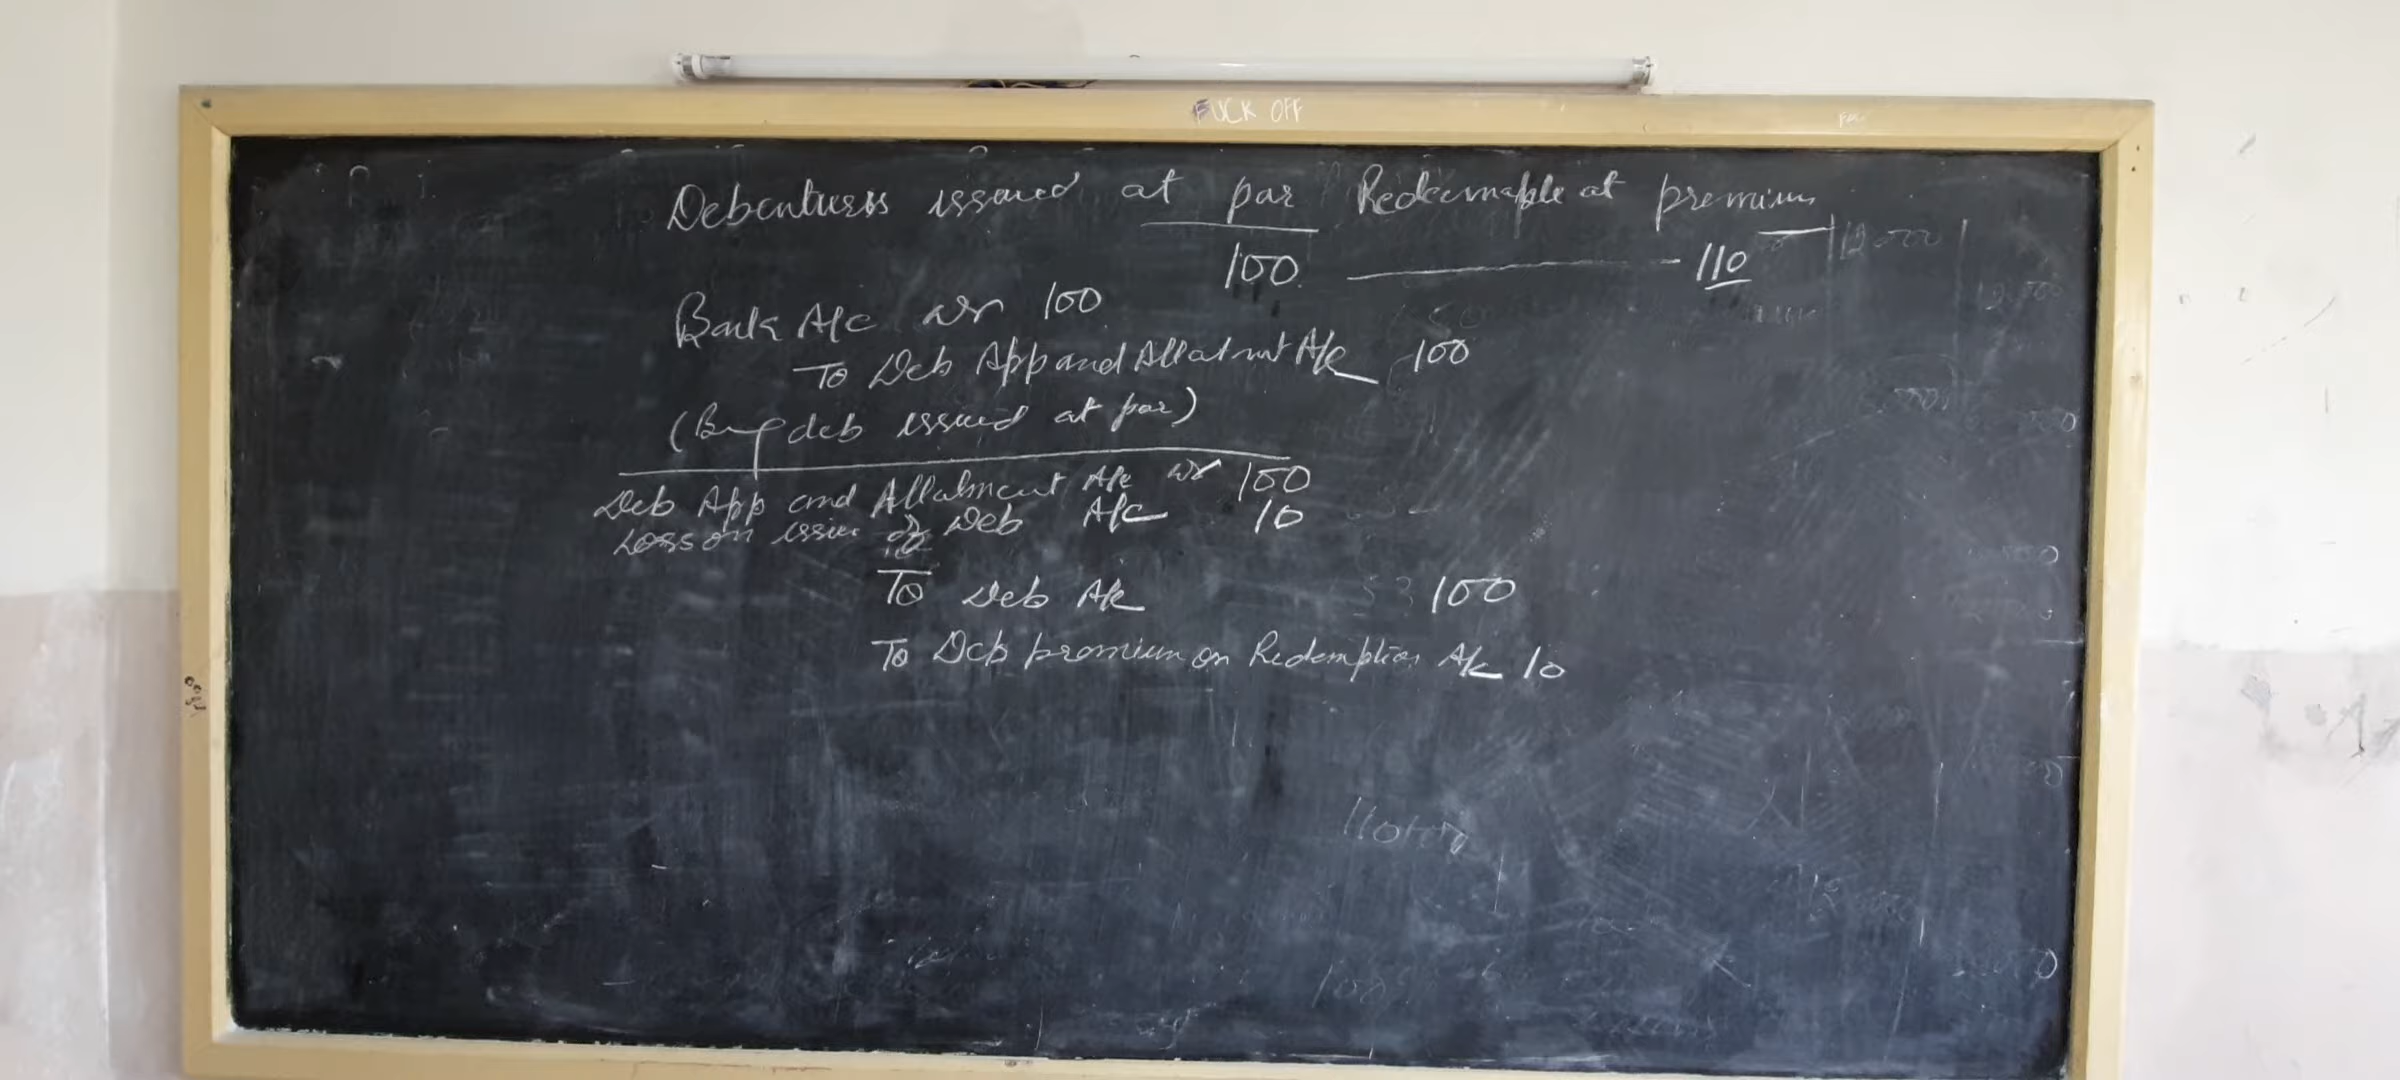 FUCK OFF
Debentures issued at par Redeemable at premium
100 110
Bank A/c Dr 100
To Deb App and Allatmnt A/c 100
(Being deb issued at par)
Deb App and Allatment A/c Dr 100
Loss on issue of Deb A/c 10
To Deb A/c 100
To Deb premium on Redemption A/c 10